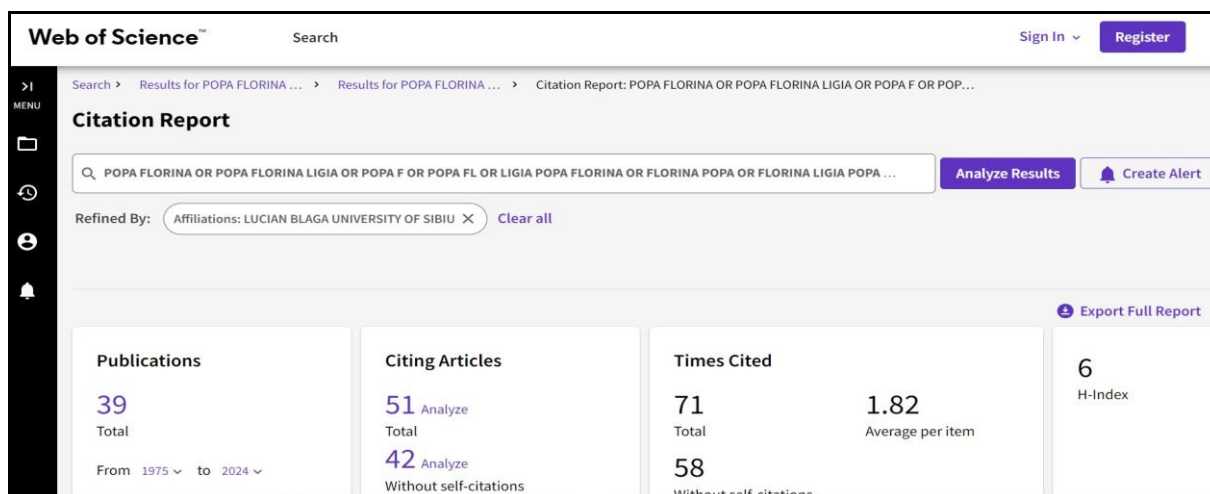 Web of Science™ Search Sign In Register
MENU
Search > Results for POPA FLORINA ... > Results for POPA FLORINA ... > Citation Report: POPA FLORINA OR POPA FLORINA LIGIA OR POPA F OR POP...
Citation Report
POPA FLORINA OR POPA FLORINA LIGIA OR POPA F OR POPA FL OR LIGIA POPA FLORINA OR FLORINA POPA OR FLORINA LIGIA POPA ...
Analyze Results
Create Alert
Refined By: Affiliations: LUCIAN BLAGA UNIVERSITY OF SIBIU Clear all
Export Full Report
Publications
39
Total
From 1975 to 2024
Citing Articles
51 Analyze
Total
42 Analyze
Without self-citations
Times Cited
71
Total
1.82
Average per item
58
Without self-citations
6
H-Index